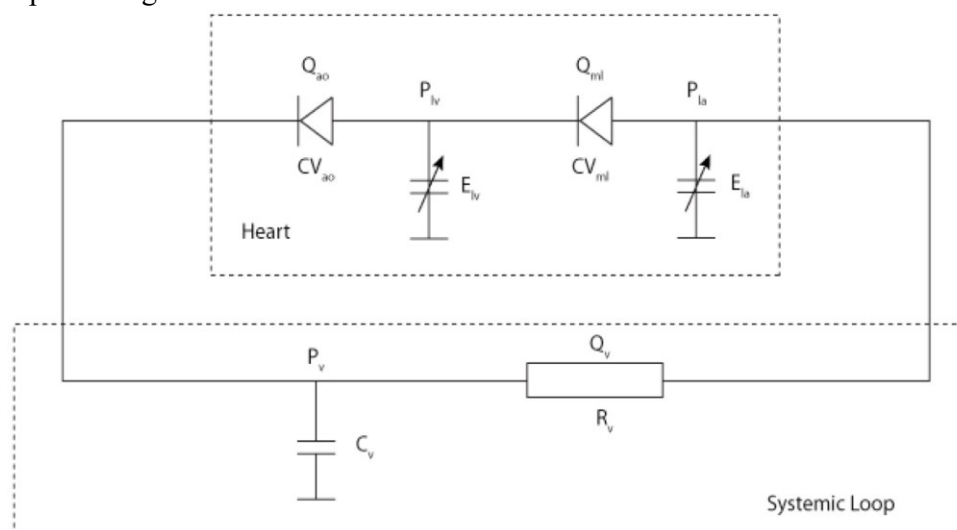 Q_ao
Q_ml
P_lv
P_la
CV_ao
CV_ml
E_lv
E_la
Heart
P_v
Q_v
C_v
R_v
Systemic Loop